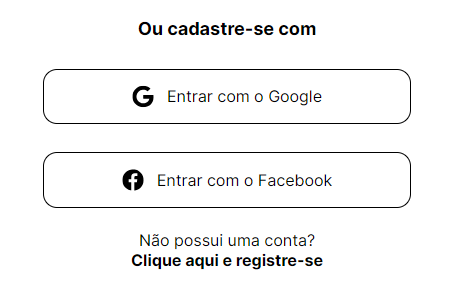 Ou cadastre-se com
Entrar com o Google
Entrar com o Facebook
Não possui uma conta?
Clique aqui e registre-se